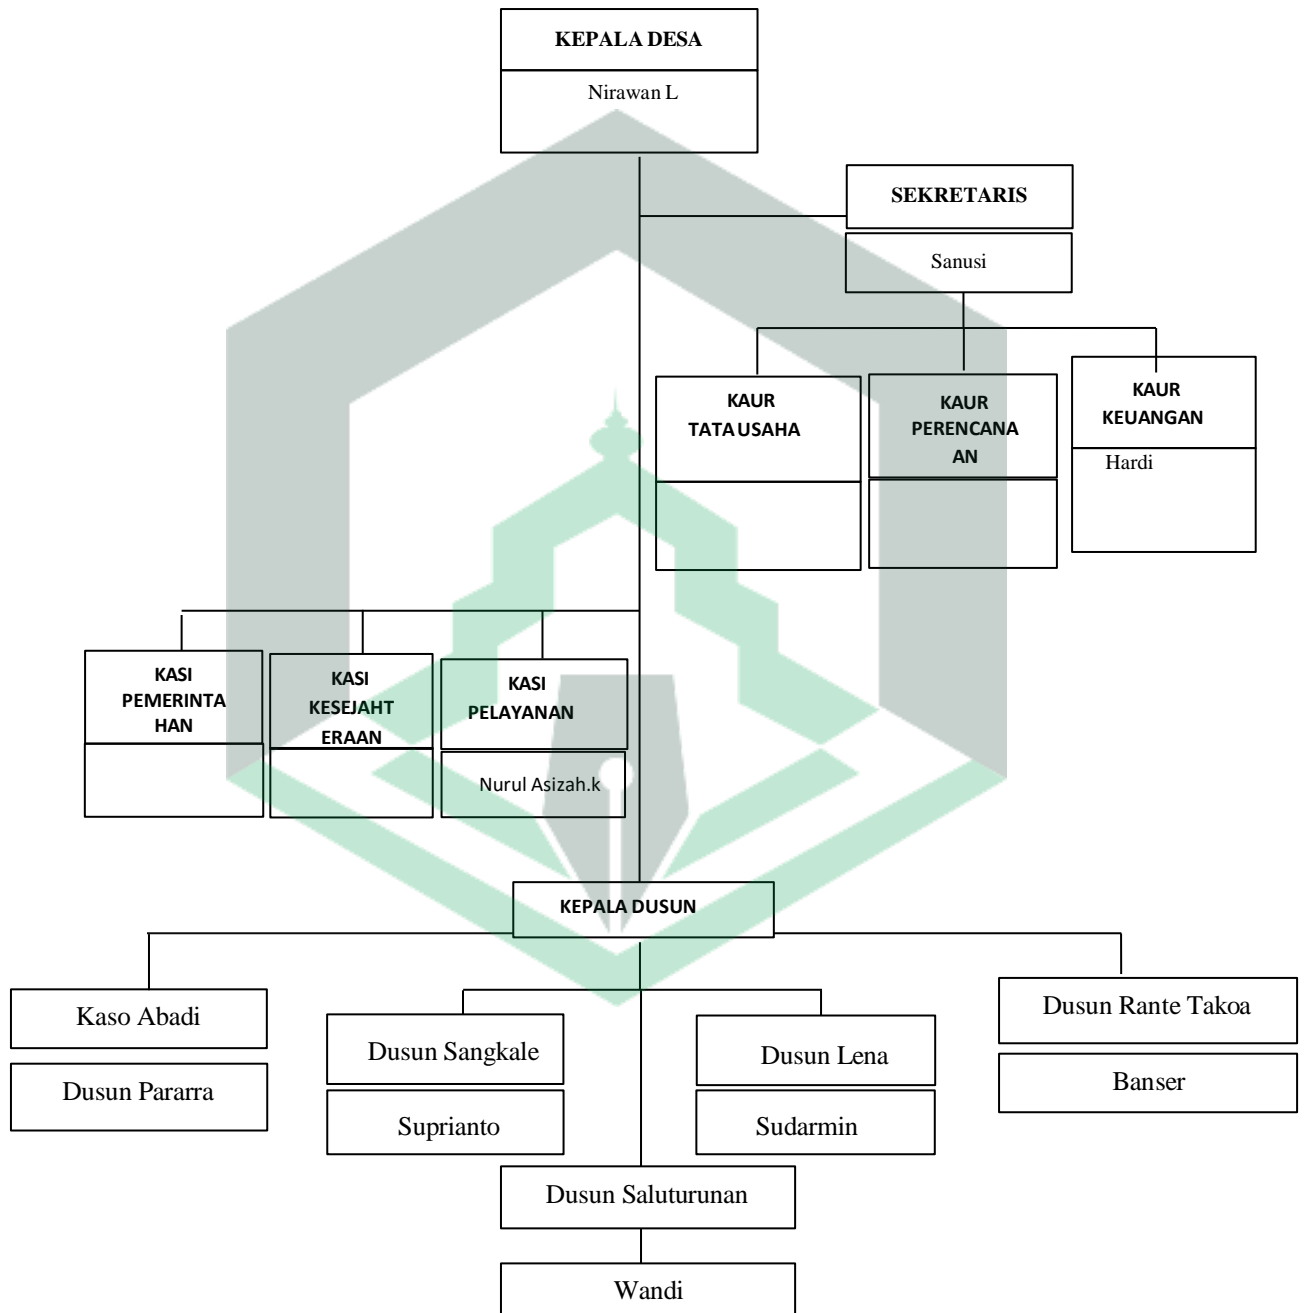 KEPALA DESA
Nirawan L
SEKRETARIS
Sanusi
KAUR
TATA USAHA
KAUR
PERENCANA
AN
KAUR
KEUANGAN
Hardi
KASI
PEMERINTA
HAN
KASI
KESEJAHT
ERAAN
KASI
PELAYANAN
Nurul Asizah.k
KEPALA DUSUN
Kaso Abadi
Dusun Pararra
Dusun Sangkale
Suprianto
Dusun Lena
Sudarmin
Dusun Rante Takoa
Banser
Dusun Saluturunan
Wandi